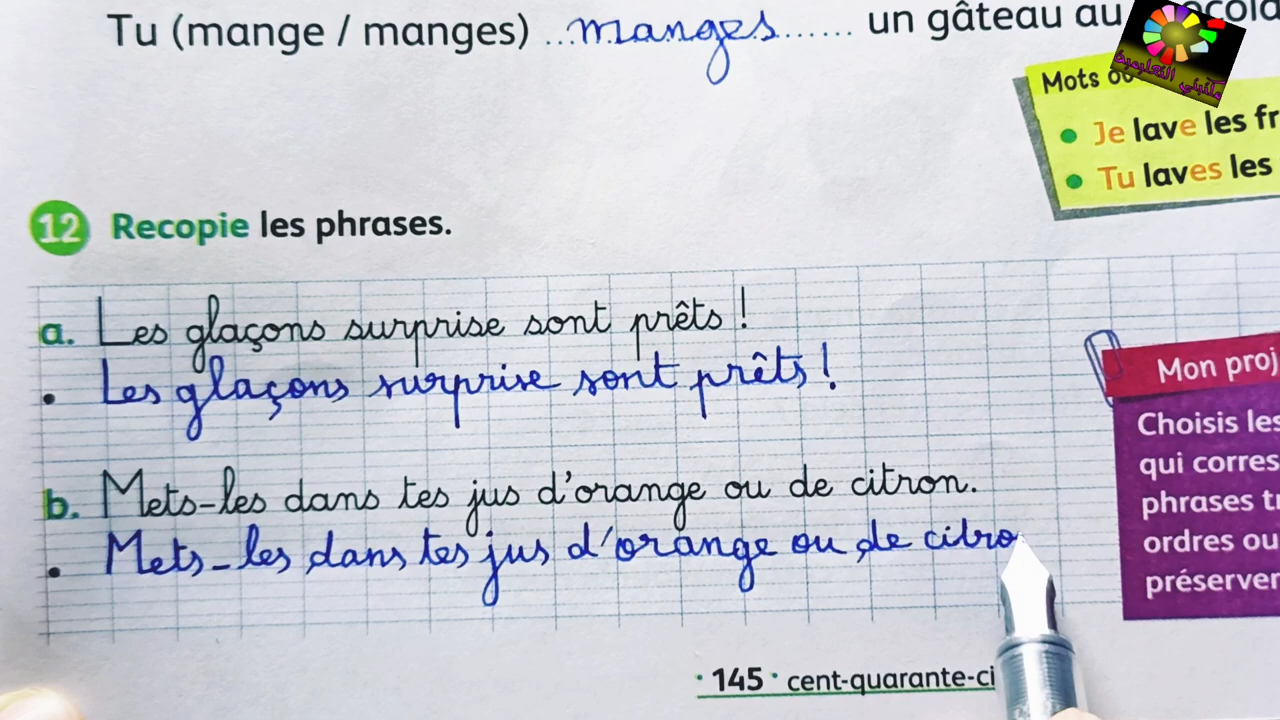 Tu (mange / manges) ...manges...... un gâteau au
Mots
• Je lave les
• Tu laves les
12 Recopie les phrases.
a. Les glaçons surprise sont prêts !
• Les glaçons surprise sont prêts !
b. Mets-les dans tes jus d'orange ou de citron.
• Mets-les dans tes jus d'orange ou de citro
Mon proj
Choisis les
qui corres
phrases
ordres ou
préserver
• 145 • cent-quarante-ci
مكتبتي التعليمية